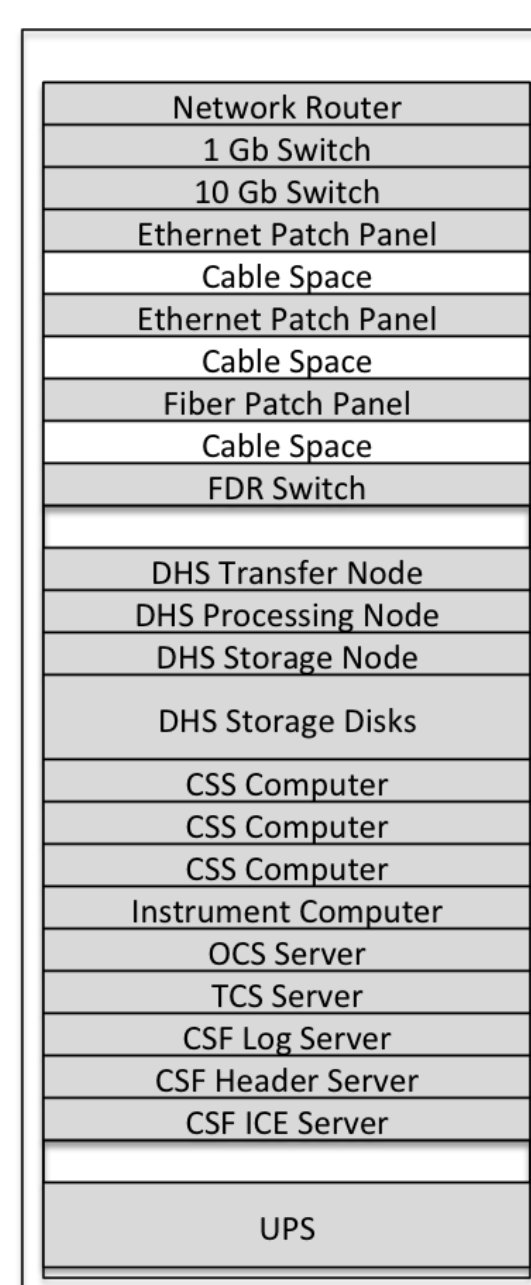 Network Router
1 Gb Switch
10 Gb Switch
Ethernet Patch Panel
Cable Space
Ethernet Patch Panel
Cable Space
Fiber Patch Panel
Cable Space
FDR Switch
DHS Transfer Node
DHS Processing Node
DHS Storage Node
DHS Storage Disks
CSS Computer
CSS Computer
CSS Computer
Instrument Computer
OCS Server
TCS Server
CSF Log Server
CSF Header Server
CSF ICE Server
UPS